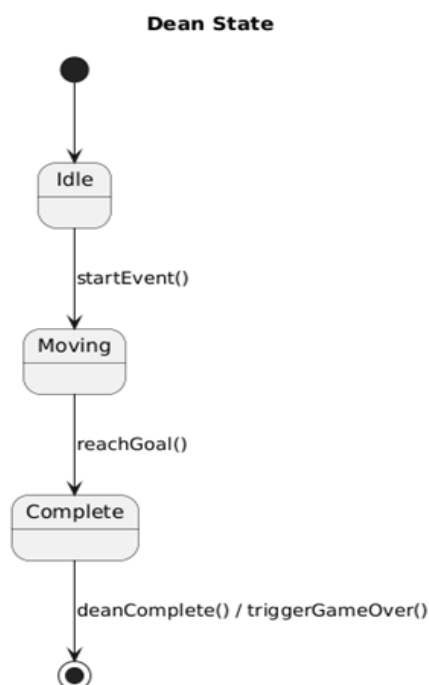 Dean State
Idle
startEvent()
Moving
reachGoal()
Complete
deanComplete() / triggerGameOver()